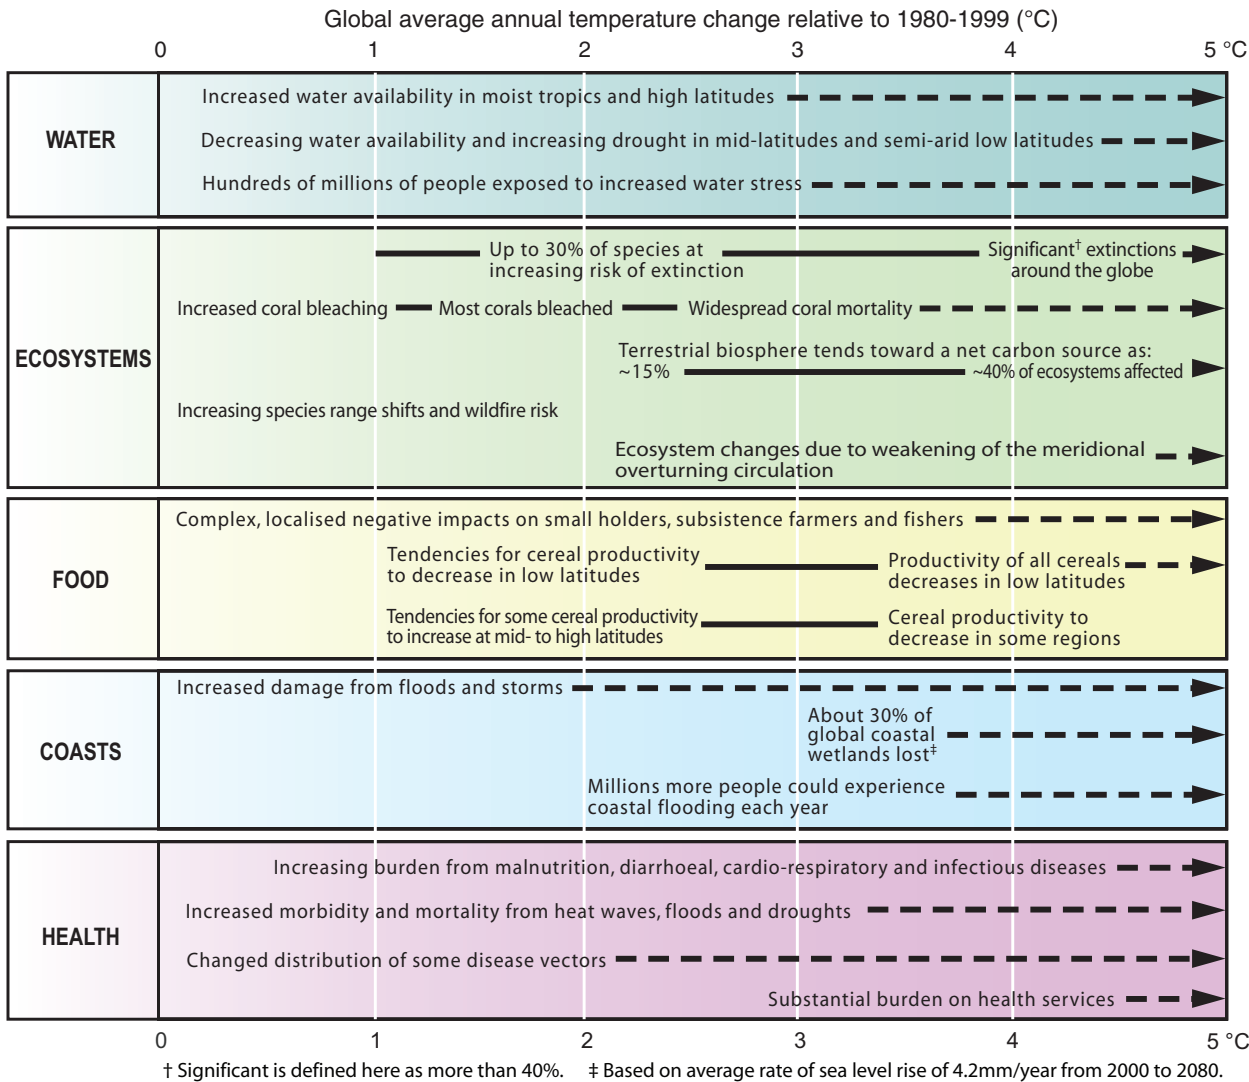 Global average annual temperature change relative to 1980-1999 (°C)
0 1 2 3 4 5 °C
WATER
Increased water availability in moist tropics and high latitudes
Decreasing water availability and increasing drought in mid-latitudes and semi-arid low latitudes
Hundreds of millions of people exposed to increased water stress
ECOSYSTEMS
Up to 30% of species at
increasing risk of extinction
Significant† extinctions
around the globe
Increased coral bleaching Most corals bleached Widespread coral mortality
Terrestrial biosphere tends toward a net carbon source as:
~15% ~40% of ecosystems affected
Increasing species range shifts and wildfire risk
Ecosystem changes due to weakening of the meridional
overturning circulation
FOOD
Complex, localised negative impacts on small holders, subsistence farmers and fishers
Tendencies for cereal productivity
to decrease in low latitudes
Productivity of all cereals
decreases in low latitudes
Tendencies for some cereal productivity
to increase at mid- to high latitudes
Cereal productivity to
decrease in some regions
COASTS
Increased damage from floods and storms
About 30% of
global coastal
wetlands lost‡
Millions more people could experience
coastal flooding each year
HEALTH
Increasing burden from malnutrition, diarrhoeal, cardio-respiratory and infectious diseases
Increased morbidity and mortality from heat waves, floods and droughts
Changed distribution of some disease vectors
Substantial burden on health services
0 1 2 3 4 5 °C
† Significant is defined here as more than 40%. ‡ Based on average rate of sea level rise of 4.2mm/year from 2000 to 2080.